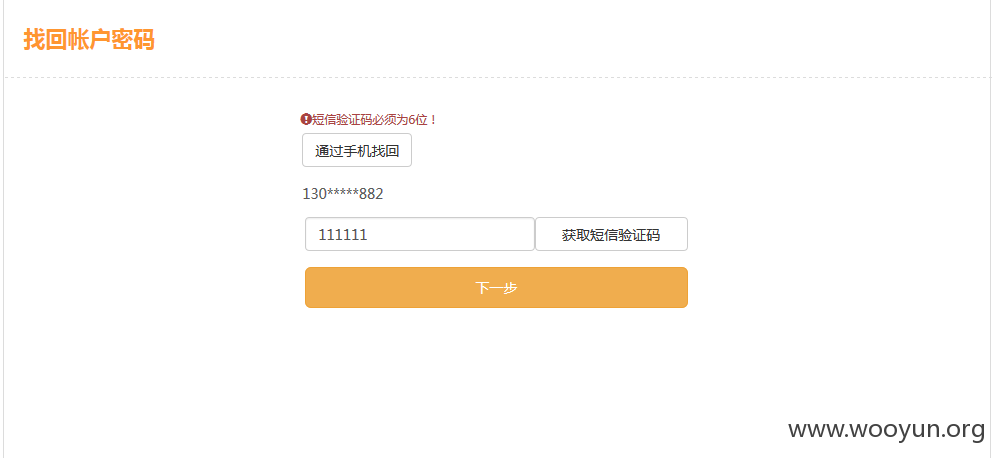 找回帐户密码
短信验证码必须为6位！
通过手机找回
130*****882
111111 获取短信验证码
下一步
www.wooyun.org